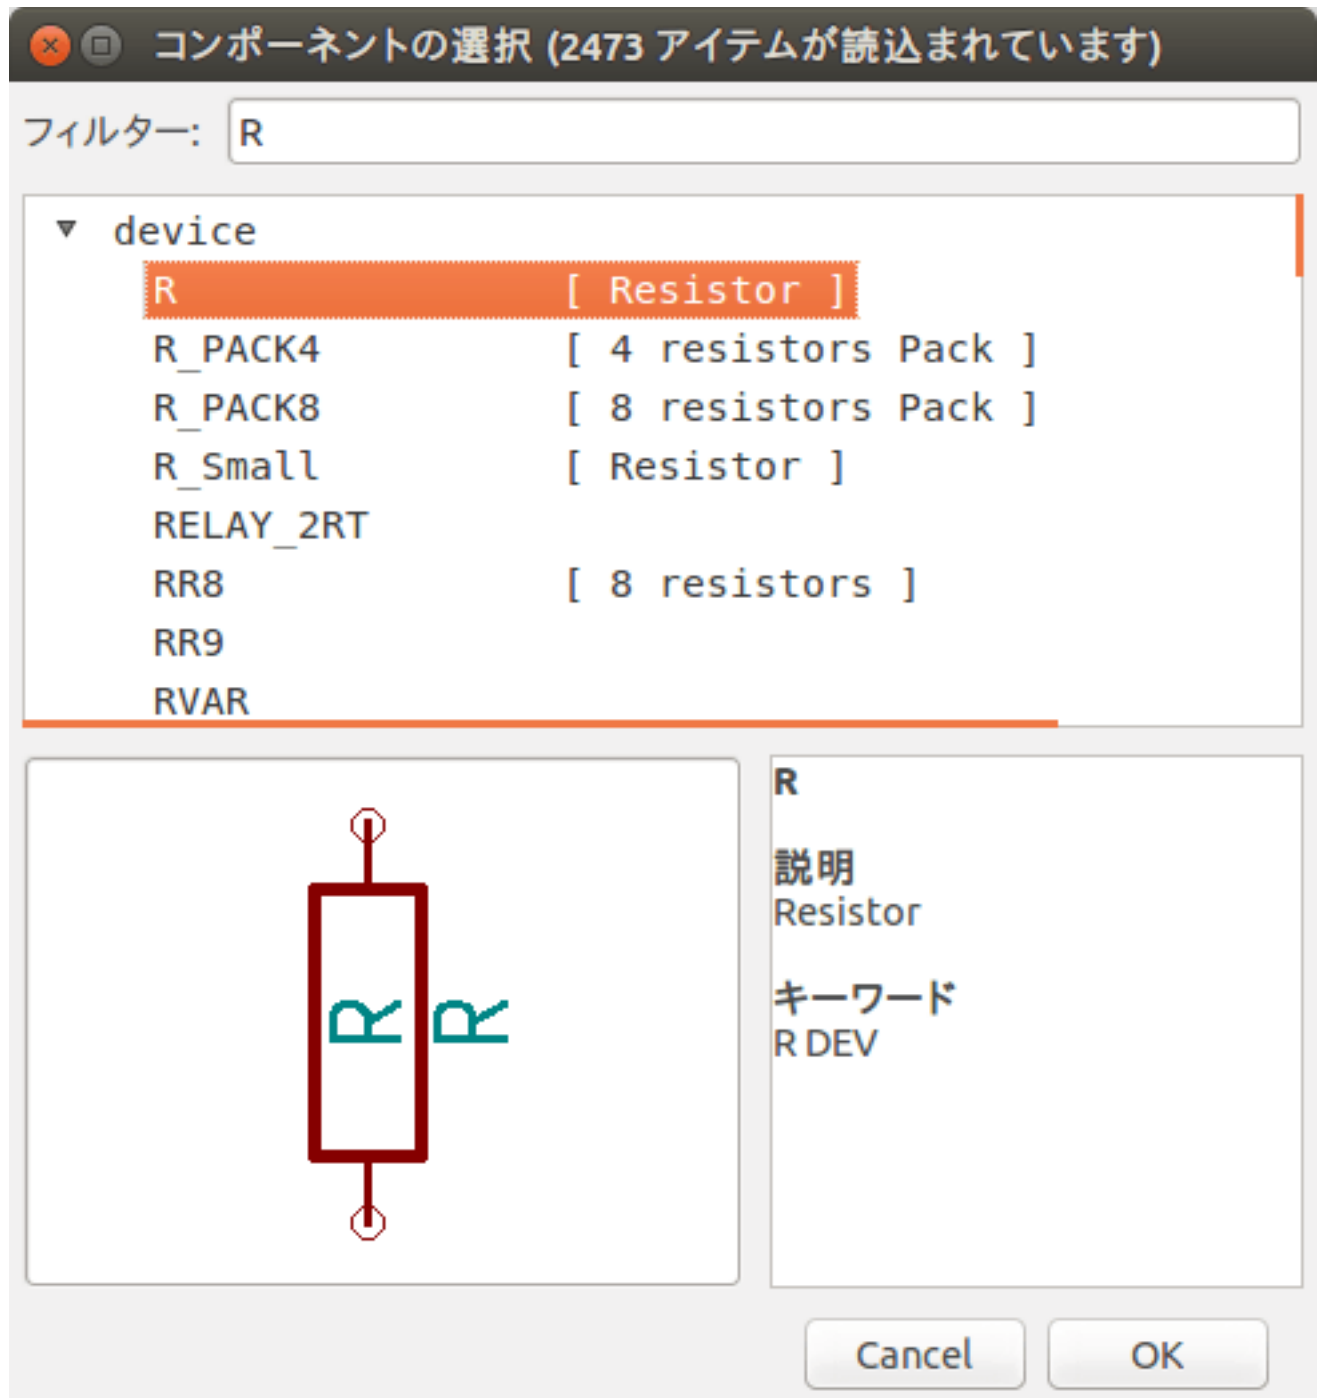 コンポーネントの選択 (2473 アイテムが読込まれています)
フィルター: R
device
R [ Resistor ]
R_PACK4 [ 4 resistors Pack ]
R_PACK8 [ 8 resistors Pack ]
R_Small [ Resistor ]
RELAY_2RT
RR8 [ 8 resistors ]
RR9
RVAR
R R
R
説明
Resistor
キーワード
R DEV
Cancel OK